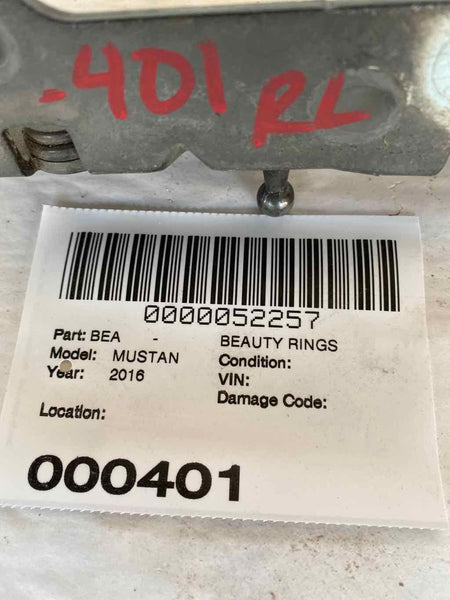 -401 RL
0000052257
Part: BEA - BEAUTY RINGS
Model: MUSTAN Condition:
Year: 2016 VIN:
Damage Code:
Location:
000401